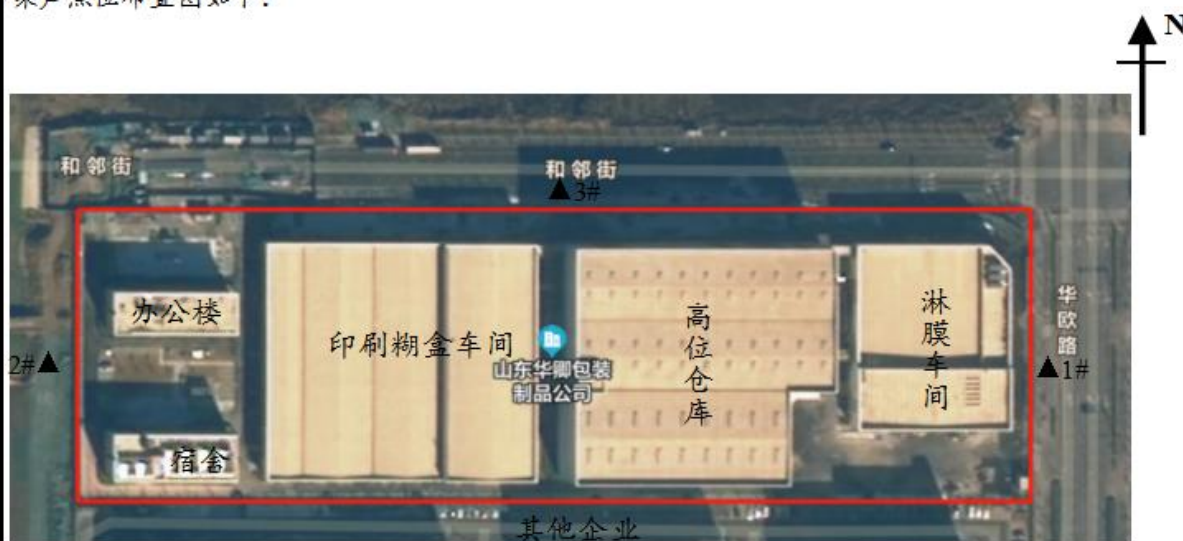 噪声点位布置图如下：
N
和邻街
和邻街
▲3#
办公楼
印刷糊盒车间
高位仓库
淋膜车间
华欧路
2#▲
山东华卿包装
制品公司
▲1#
宿舍
其他企业